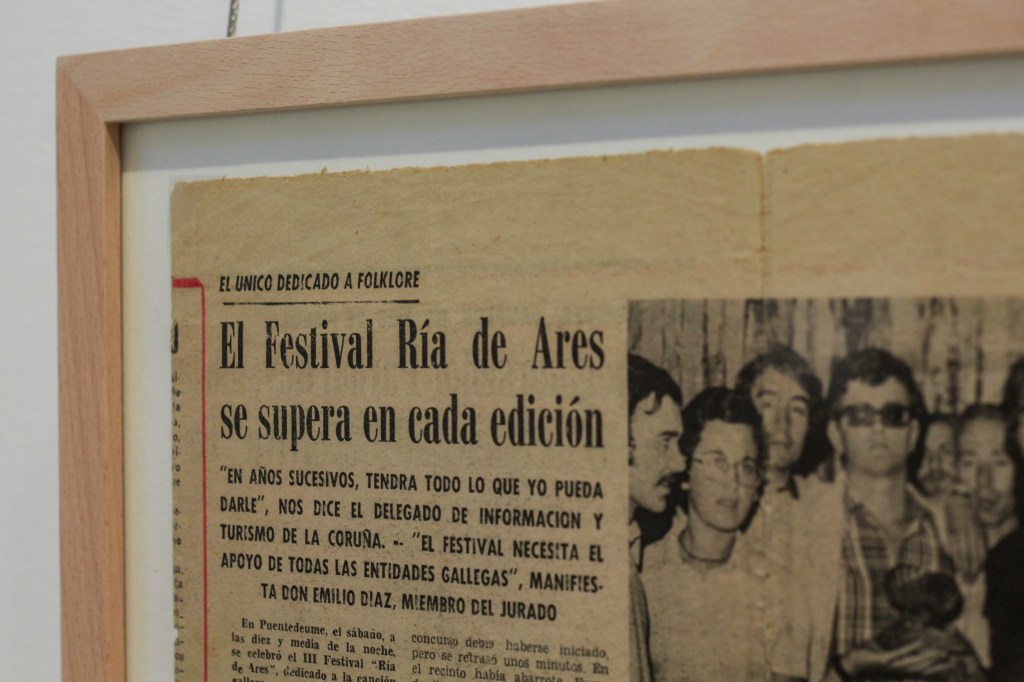 EL UNICO DEDICADO A FOLKLORE
El Festival Ría de Ares
se supera en cada edición
"EN AÑOS SUCESIVOS, TENDRA TODO LO QUE YO PUEDA
DARLE", NOS DICE EL DELEGADO DE INFORMACION Y
TURISMO DE LA CORUÑA. -- "EL FESTIVAL NECESITA EL
APOYO DE TODAS LAS ENTIDADES GALLEGAS", MANIFIES-
TA DON EMILIO DIAZ, MIEMBRO DEL JURADO
En Puentedeume, el sábado, a
las diez y media de la noche,
se celebró el III Festival "Ría
de Ares", dedicado a la canción
concurso debía haberse iniciado,
pero se retrasó unos minutos. En
el recinto había